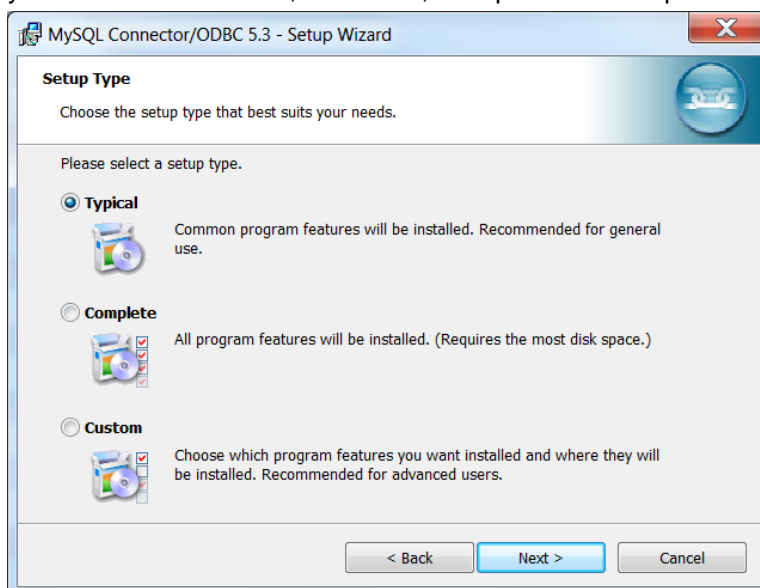 MySQL Connector/ODBC 5.3 - Setup Wizard
Setup Type
Choose the setup type that best suits your needs.
Please select a setup type.
Typical
Common program features will be installed. Recommended for general
use.
Complete
All program features will be installed. (Requires the most disk space.)
Custom
Choose which program features you want installed and where they will
be installed. Recommended for advanced users.
< Back
Next >
Cancel